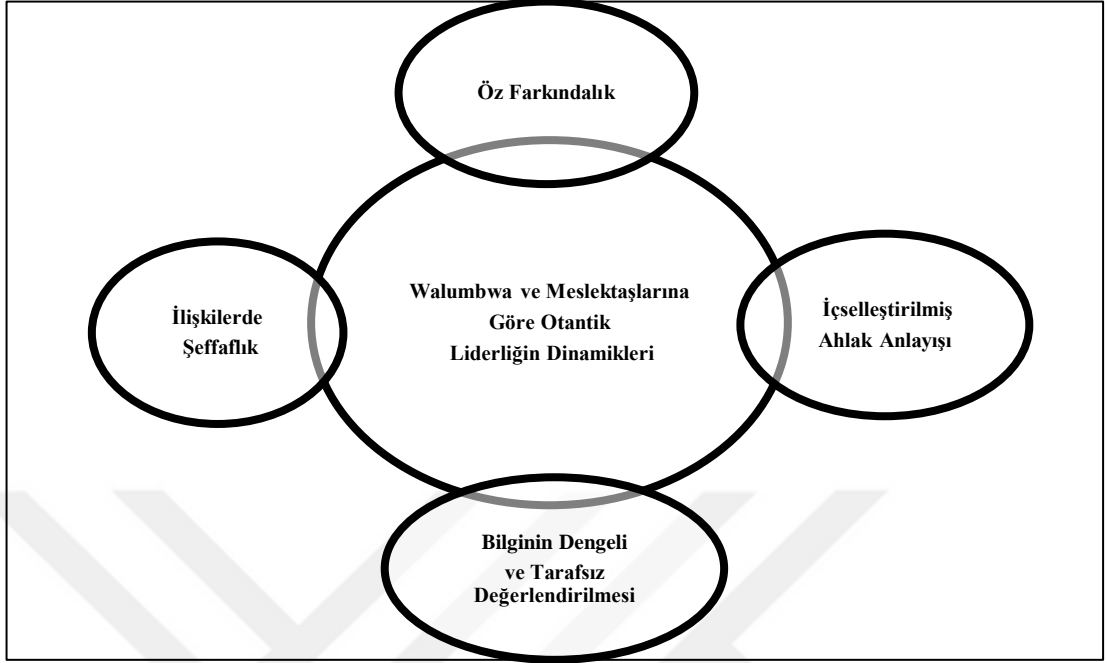 Öz Farkındalık
Walumbwa ve Meslektaşlarına
Göre Otantik
Liderliğin Dinamikleri
İlişkilerde
Şeffaflık
İçselleştirilmiş
Ahlak Anlayışı
Bilginin Dengeli
ve Tarafsız
Değerlendirilmesi